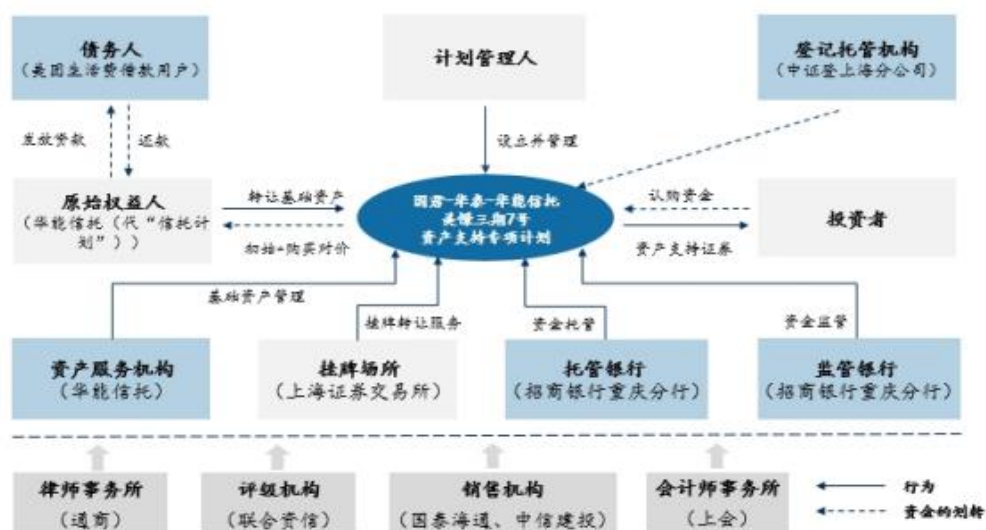 债务人
（美团生活费借款用户）
计划管理人
登记托管机构
（中证登上海分公司）
发放贷款
还款
设立并管理
原始权益人
（华能信托（代“信托计
划”））
转让基础资产
初始+购买对价
国君-华泰-华能信托
美馨三期7号
资产支持专项计划
认购资金
资产支持证券
投资者
基础资产管理
挂牌转让服务
资金托管
资金监管
资产服务机构
（华能信托）
挂牌场所
（上海证券交易所）
托管银行
（招商银行重庆分行）
监管银行
（招商银行重庆分行）
律师事务所
（通商）
评级机构
（联合资信）
销售机构
（国泰海通、中信建投）
会计师事务所
（上会）
行为
资金的划转